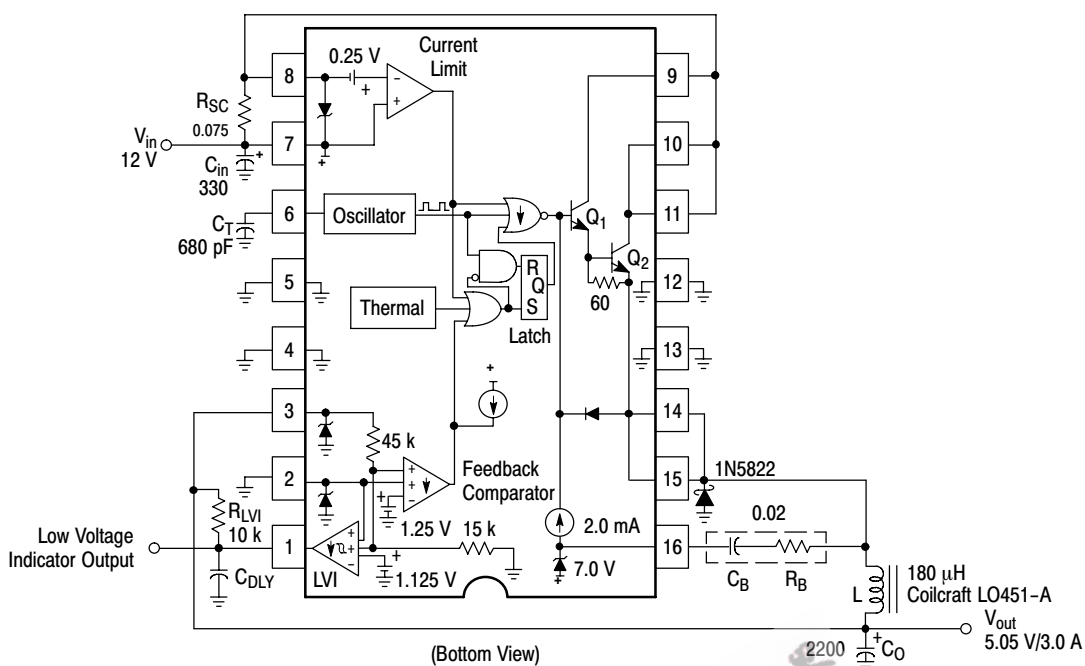 Current
Limit
0.25 V
+
−
+
8
9
RSC
0.075
Vin
12 V
7
+
Cin
330
+
10
CT
680 pF
6
Oscillator
Q1
11
5
R
Q
S
Latch
Q2
60
12
Thermal
4
13
+
3
14
45 k
2
+
+
−
Feedback
Comparator
15
1N5822
+
1.25 V
RLVI
10 k
Low Voltage
Indicator Output
1
+
−
LVI
15 k
+
1.125 V
2.0 mA
16
0.02
CB
RB
7.0 V
+
CDLY
L
180 μH
Coilcraft LO451−A
Vout
5.05 V/3.0 A
2200
+
CO
(Bottom View)